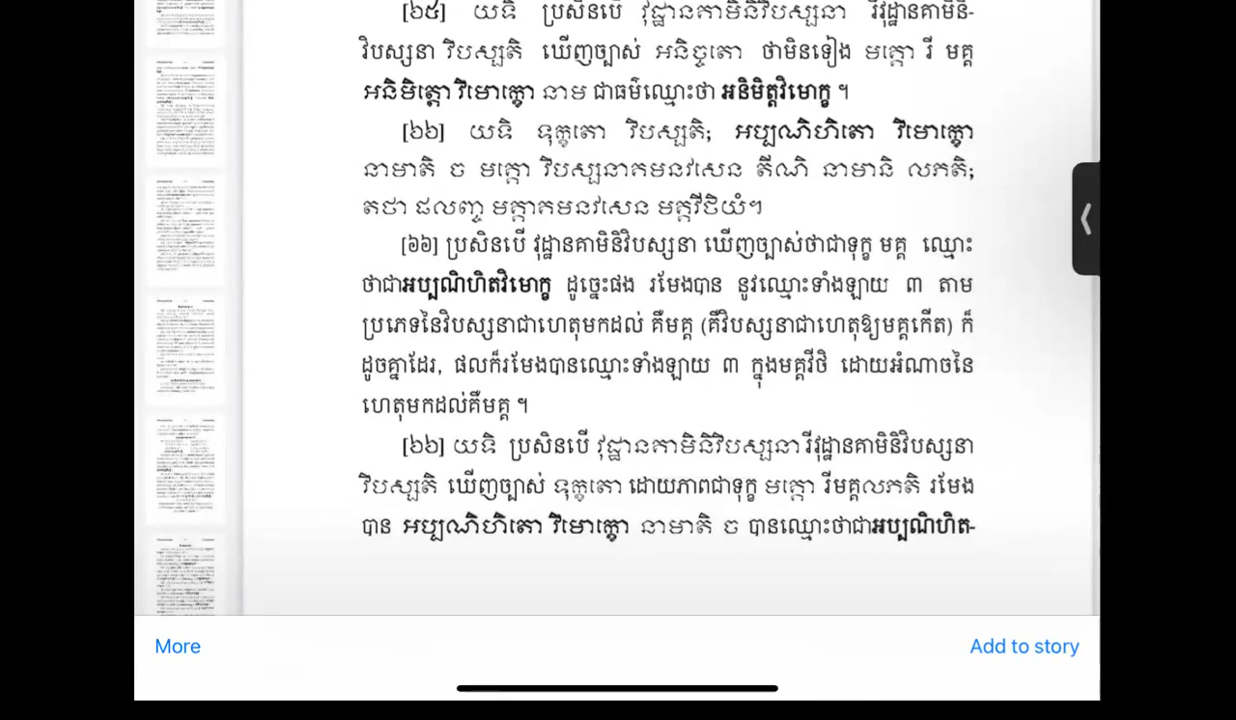 [៦៥] យទិ ប្រសិនបើ វុដ្ឋានគាមិនិវិបស្សនា រីវុដ្ឋានគាមិនី-
វិបស្សនា វិបស្សតិ ឃើញច្បាស់ អនិច្ចតោ ថាមិនទៀង មគ្គោ រី មគ្គ
អនិមិត្តោ វិមោក្ខោ នាម ជាធម៌ឈ្មោះថា អនិមិត្តវិមោក្ខ ។
[៦៦] យទិ ទុក្ខតោ វិបស្សតិ; អប្បណិហិតោ វិមោក្ខោ
នាមាតិ ច មគ្គោ វិបស្សនាគមនវសេន តីណិ នាមានិ លភតិ;
តថា ផលញ្ច មគ្គាគមនវសេន មគ្គវីថិយំ។
[៦៦] ប្រសិនបើ វុដ្ឋានគាមិនិវិបស្សនា ឃើញច្បាស់ថាជាទុក្ខ មគ្គ ឈ្មោះ
ថាជាអប្បណិហិតវិមោក្ខ ដូច្នេះផង រមែងបាន នូវឈ្មោះទាំងឡាយ ៣ តាម
ប្រភេទនៃវិបស្សនាជាហេតុមកដល់ គឺមគ្គ (គឺវិបស្សនាជាហេតុឱ្យមគ្គកើត) ក៏
ដូចគ្នាដែរ, ផលក៏រមែងបានឈ្មោះទាំងឡាយ ៣ ក្នុងមគ្គវីថិ ដោយអំណាចនៃ
ហេតុមកដល់គឺមគ្គ ។
[៦៦] យទិ ប្រសិនបើ វុដ្ឋានគាមិនិវិបស្សនា រីវុដ្ឋានគាមិនិវិបស្សនា
វិបស្សតិ ឃើញច្បាស់ ទុក្ខតោ ដោយភាពជាទុក្ខ មគ្គោ រីមគ្គលភតិ រមែង
បាន អប្បណិហិតោ វិមោក្ខោ នាមាតិ ច បានឈ្មោះថាជាអប្បណិហិត-
More
Add to story